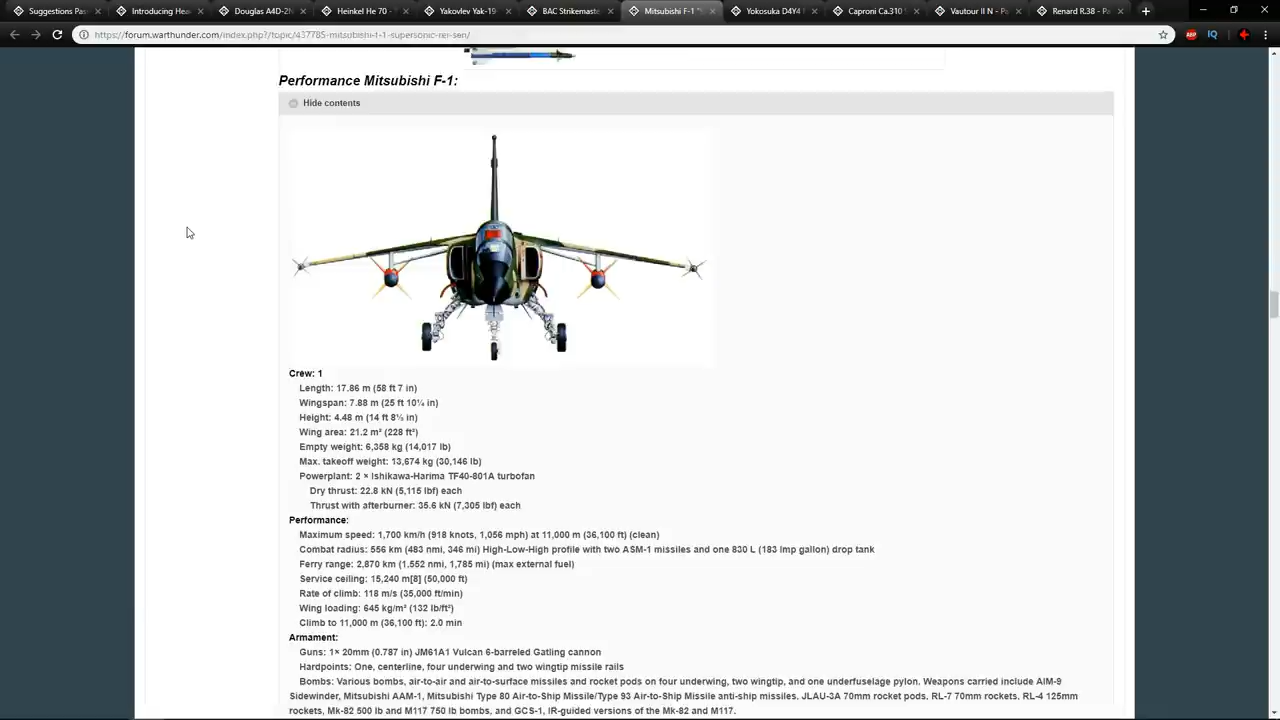 Suggestions Pas
Introducing Hea
Douglas A4D-2N
Heinkel He 70 -
Yakovlev Yak-19
BAC Strikemaste
Mitsubishi F-1 "
Yokosuka D4Y4
Caproni Ca.310
Vautour II N - Pa
Renard R.38 - Pa
https://forum.warthunder.com/index.php?/topic/437785-mitsubishi-f-1-supersonic-rei-sen/
ABP
IQ
Performance Mitsubishi F-1:
Hide contents
Crew: 1
Length: 17.86 m (58 ft 7 in)
Wingspan: 7.88 m (25 ft 10¼ in)
Height: 4.48 m (14 ft 8⅓ in)
Wing area: 21.2 m² (228 ft²)
Empty weight: 6,358 kg (14,017 lb)
Max. takeoff weight: 13,674 kg (30,146 lb)
Powerplant: 2 × Ishikawa-Harima TF40-801A turbofan
Dry thrust: 22.8 kN (5,115 lbf) each
Thrust with afterburner: 35.6 kN (7,305 lbf) each
Performance:
Maximum speed: 1,700 km/h (918 knots, 1,056 mph) at 11,000 m (36,100 ft) (clean)
Combat radius: 556 km (483 nmi, 346 mi) High-Low-High profile with two ASM-1 missiles and one 830 L (183 Imp gallon) drop tank
Ferry range: 2,870 km (1,552 nmi, 1,785 mi) (max external fuel)
Service ceiling: 15,240 m[8] (50,000 ft)
Rate of climb: 118 m/s (35,000 ft/min)
Wing loading: 645 kg/m² (132 lb/ft²)
Climb to 11,000 m (36,100 ft): 2.0 min
Armament:
Guns: 1× 20mm (0.787 in) JM61A1 Vulcan 6-barreled Gatling cannon
Hardpoints: One, centerline, four underwing and two wingtip missile rails
Bombs: Various bombs, air-to-air and air-to-surface missiles and rocket pods on four underwing, two wingtip, and one underfuselage pylon. Weapons carried include AIM-9
Sidewinder, Mitsubishi AAM-1, Mitsubishi Type 80 Air-to-Ship Missile/Type 93 Air-to-Ship Missile anti-ship missiles, JLAU-3A 70mm rocket pods, RL-7 70mm rockets, RL-4 125mm
rockets, Mk-82 500 lb and M117 750 lb bombs, and GCS-1, IR-guided versions of the Mk-82 and M117.